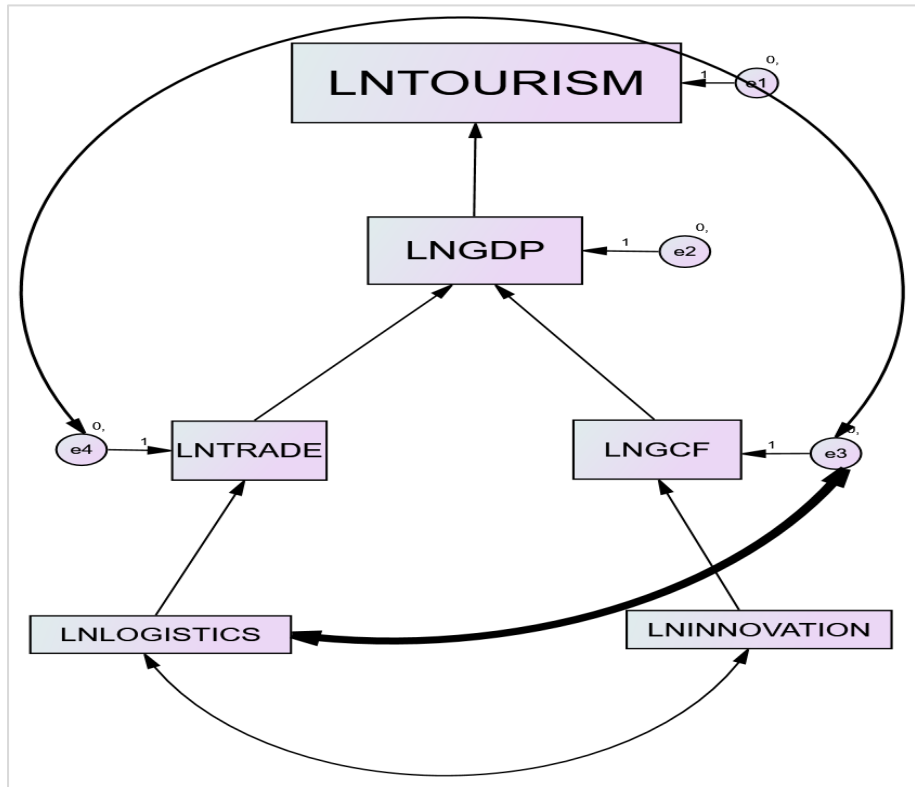 0,
LNTOURISM
1
e1
0,
LNGDP
1
e2
0,
e4
1
LNTRADE
LNGCF
1
0,
e3
LNLOGISTICS
LNINNOVATION